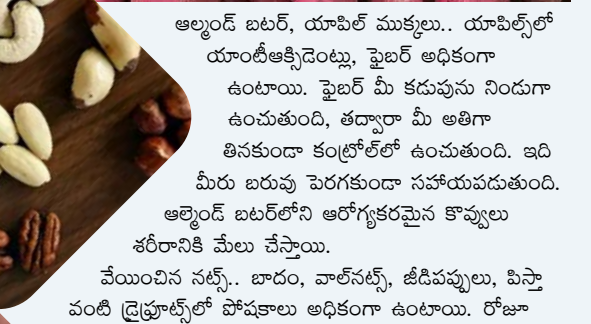 ఆల్మండ్ బటర్, యాపిల్ ముక్కలు.. యాపిల్స్‌లో
యాంటీఆక్సిడెంట్లు, ఫైబర్ అధికంగా
ఉంటాయి. ఫైబర్ మీ కడుపును నిండుగా
ఉంచుతుంది, తద్వారా మీ అతిగా
తినకుండా కంట్రోల్‌లో ఉంచుతుంది. ఇది
మీరు బరువు పెరగకుండా సహాయపడుతుంది.
ఆల్మెండ్ బటర్‌లోని ఆరోగ్యకరమైన కొవ్వులు
శరీరానికి మేలు చేస్తాయి.
వేయించిన నట్స్.. బాదం, వాల్‌నట్స్, జీడిపప్పులు, పిస్తా
వంటి డ్రైఫ్రూట్స్‌లో పోషకాలు అధికంగా ఉంటాయి. రోజూ